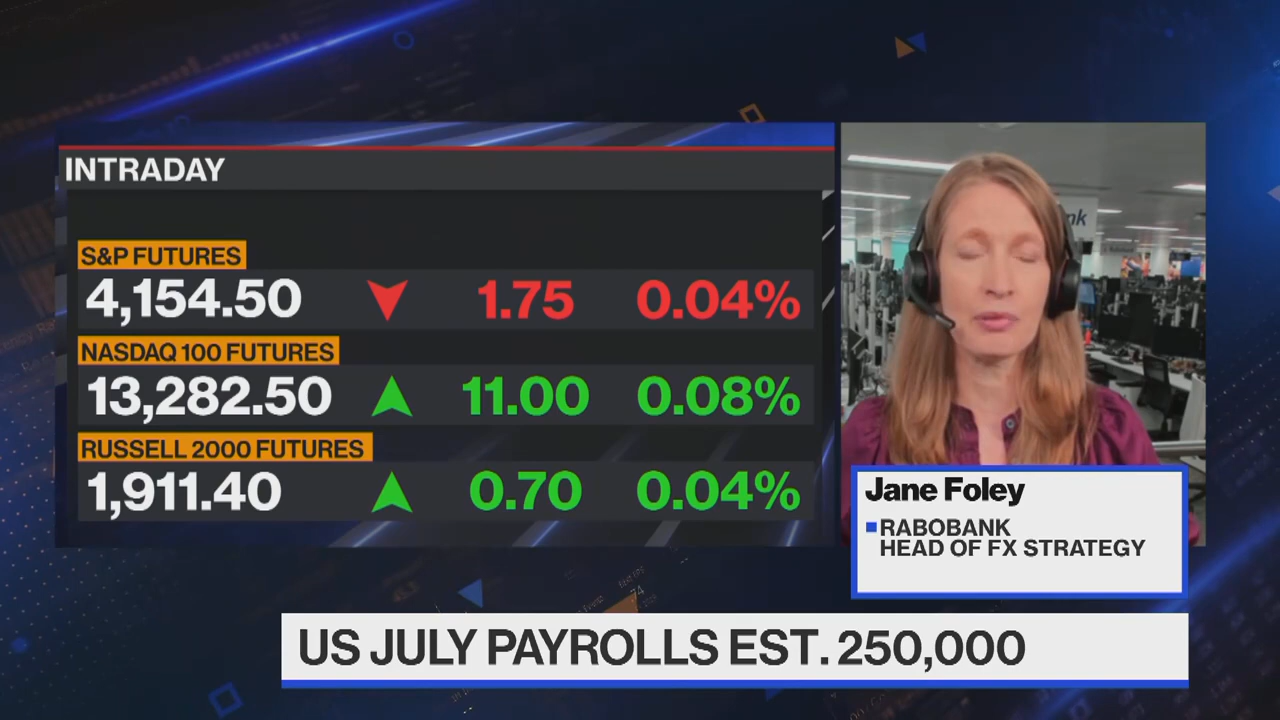 INTRADAY
S&P FUTURES
4,154.50 1.75 0.04%
NASDAQ 100 FUTURES
13,282.50 11.00 0.08%
RUSSELL 2000 FUTURES
1,911.40 0.70 0.04%
nk
Jane Foley
RABOBANK
HEAD OF FX STRATEGY
US JULY PAYROLLS EST. 250,000